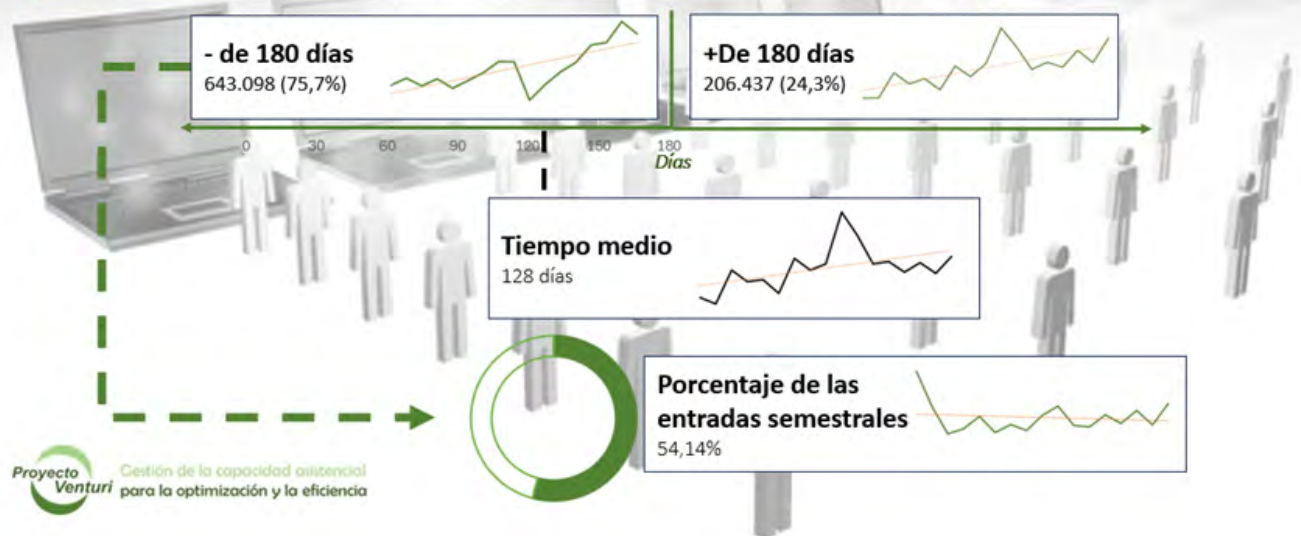 - de 180 días
643.098 (75,7%)
+De 180 días
206.437 (24,3%)
0 30 60 90 120 150 180
Días
Tiempo medio
128 días
Porcentaje de las
entradas semestrales
54,14%
Proyecto
Venturi
Gestión de la capacidad asistencial
para la optimización y la eficiencia